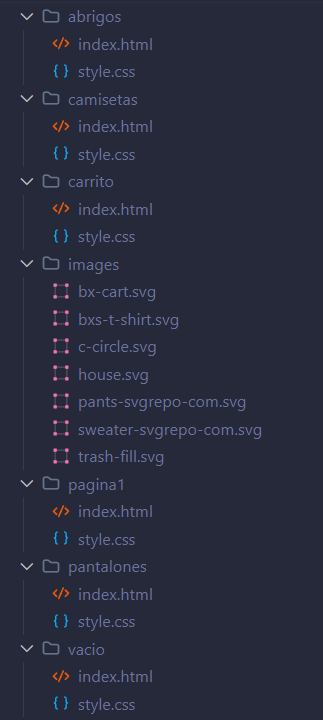 abrigos
index.html
style.css
camisetas
index.html
style.css
carrito
index.html
style.css
images
bx-cart.svg
bxs-t-shirt.svg
c-circle.svg
house.svg
pants-svgrepo-com.svg
sweater-svgrepo-com.svg
trash-fill.svg
pagina1
index.html
style.css
pantalones
index.html
style.css
vacio
index.html
style.css